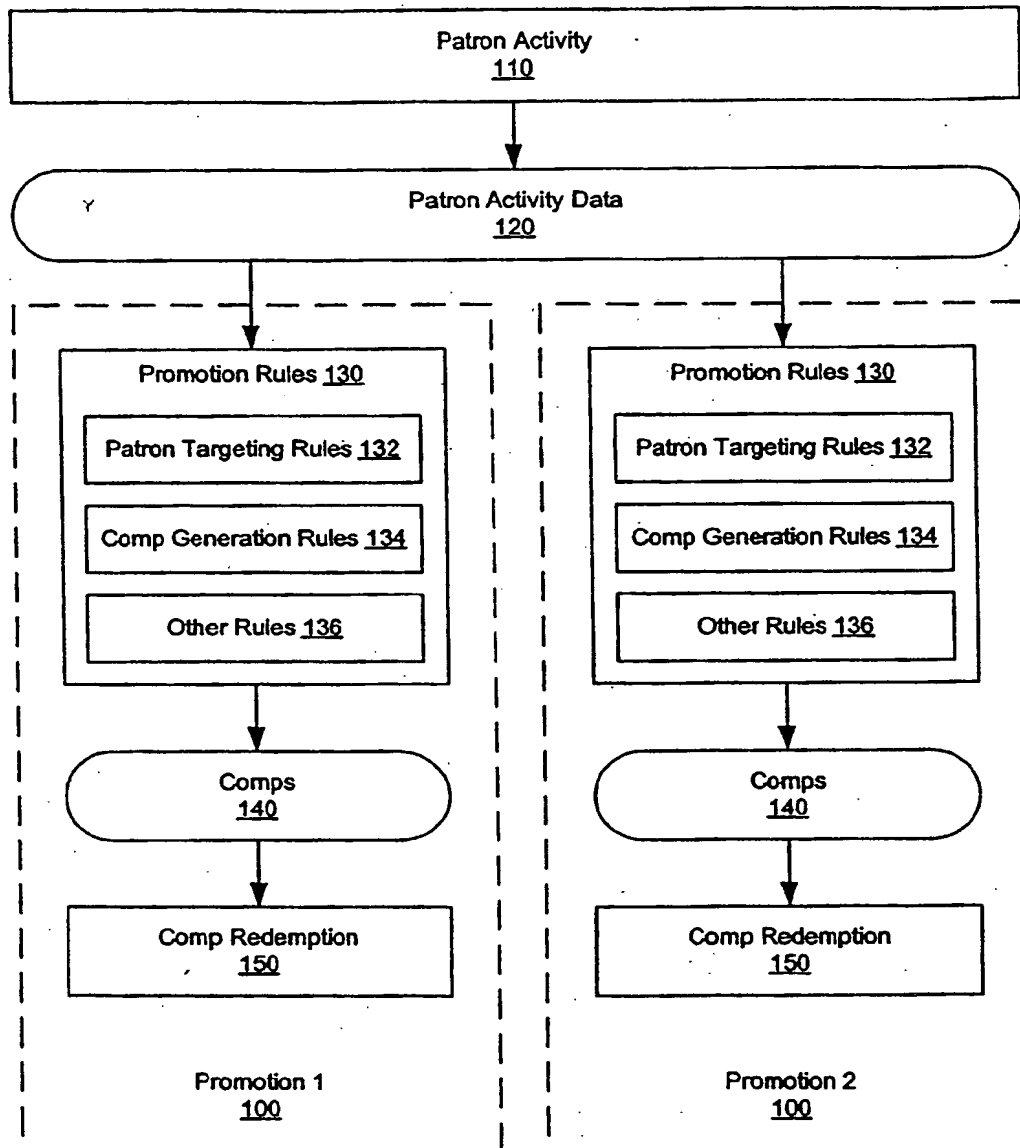 Patron Activity
110
Patron Activity Data
120
Promotion Rules 130
Patron Targeting Rules 132
Comp Generation Rules 134
Other Rules 136
Comps
140
Comp Redemption
150
Promotion 1
100
Promotion Rules 130
Patron Targeting Rules 132
Comp Generation Rules 134
Other Rules 136
Comps
140
Comp Redemption
150
Promotion 2
100